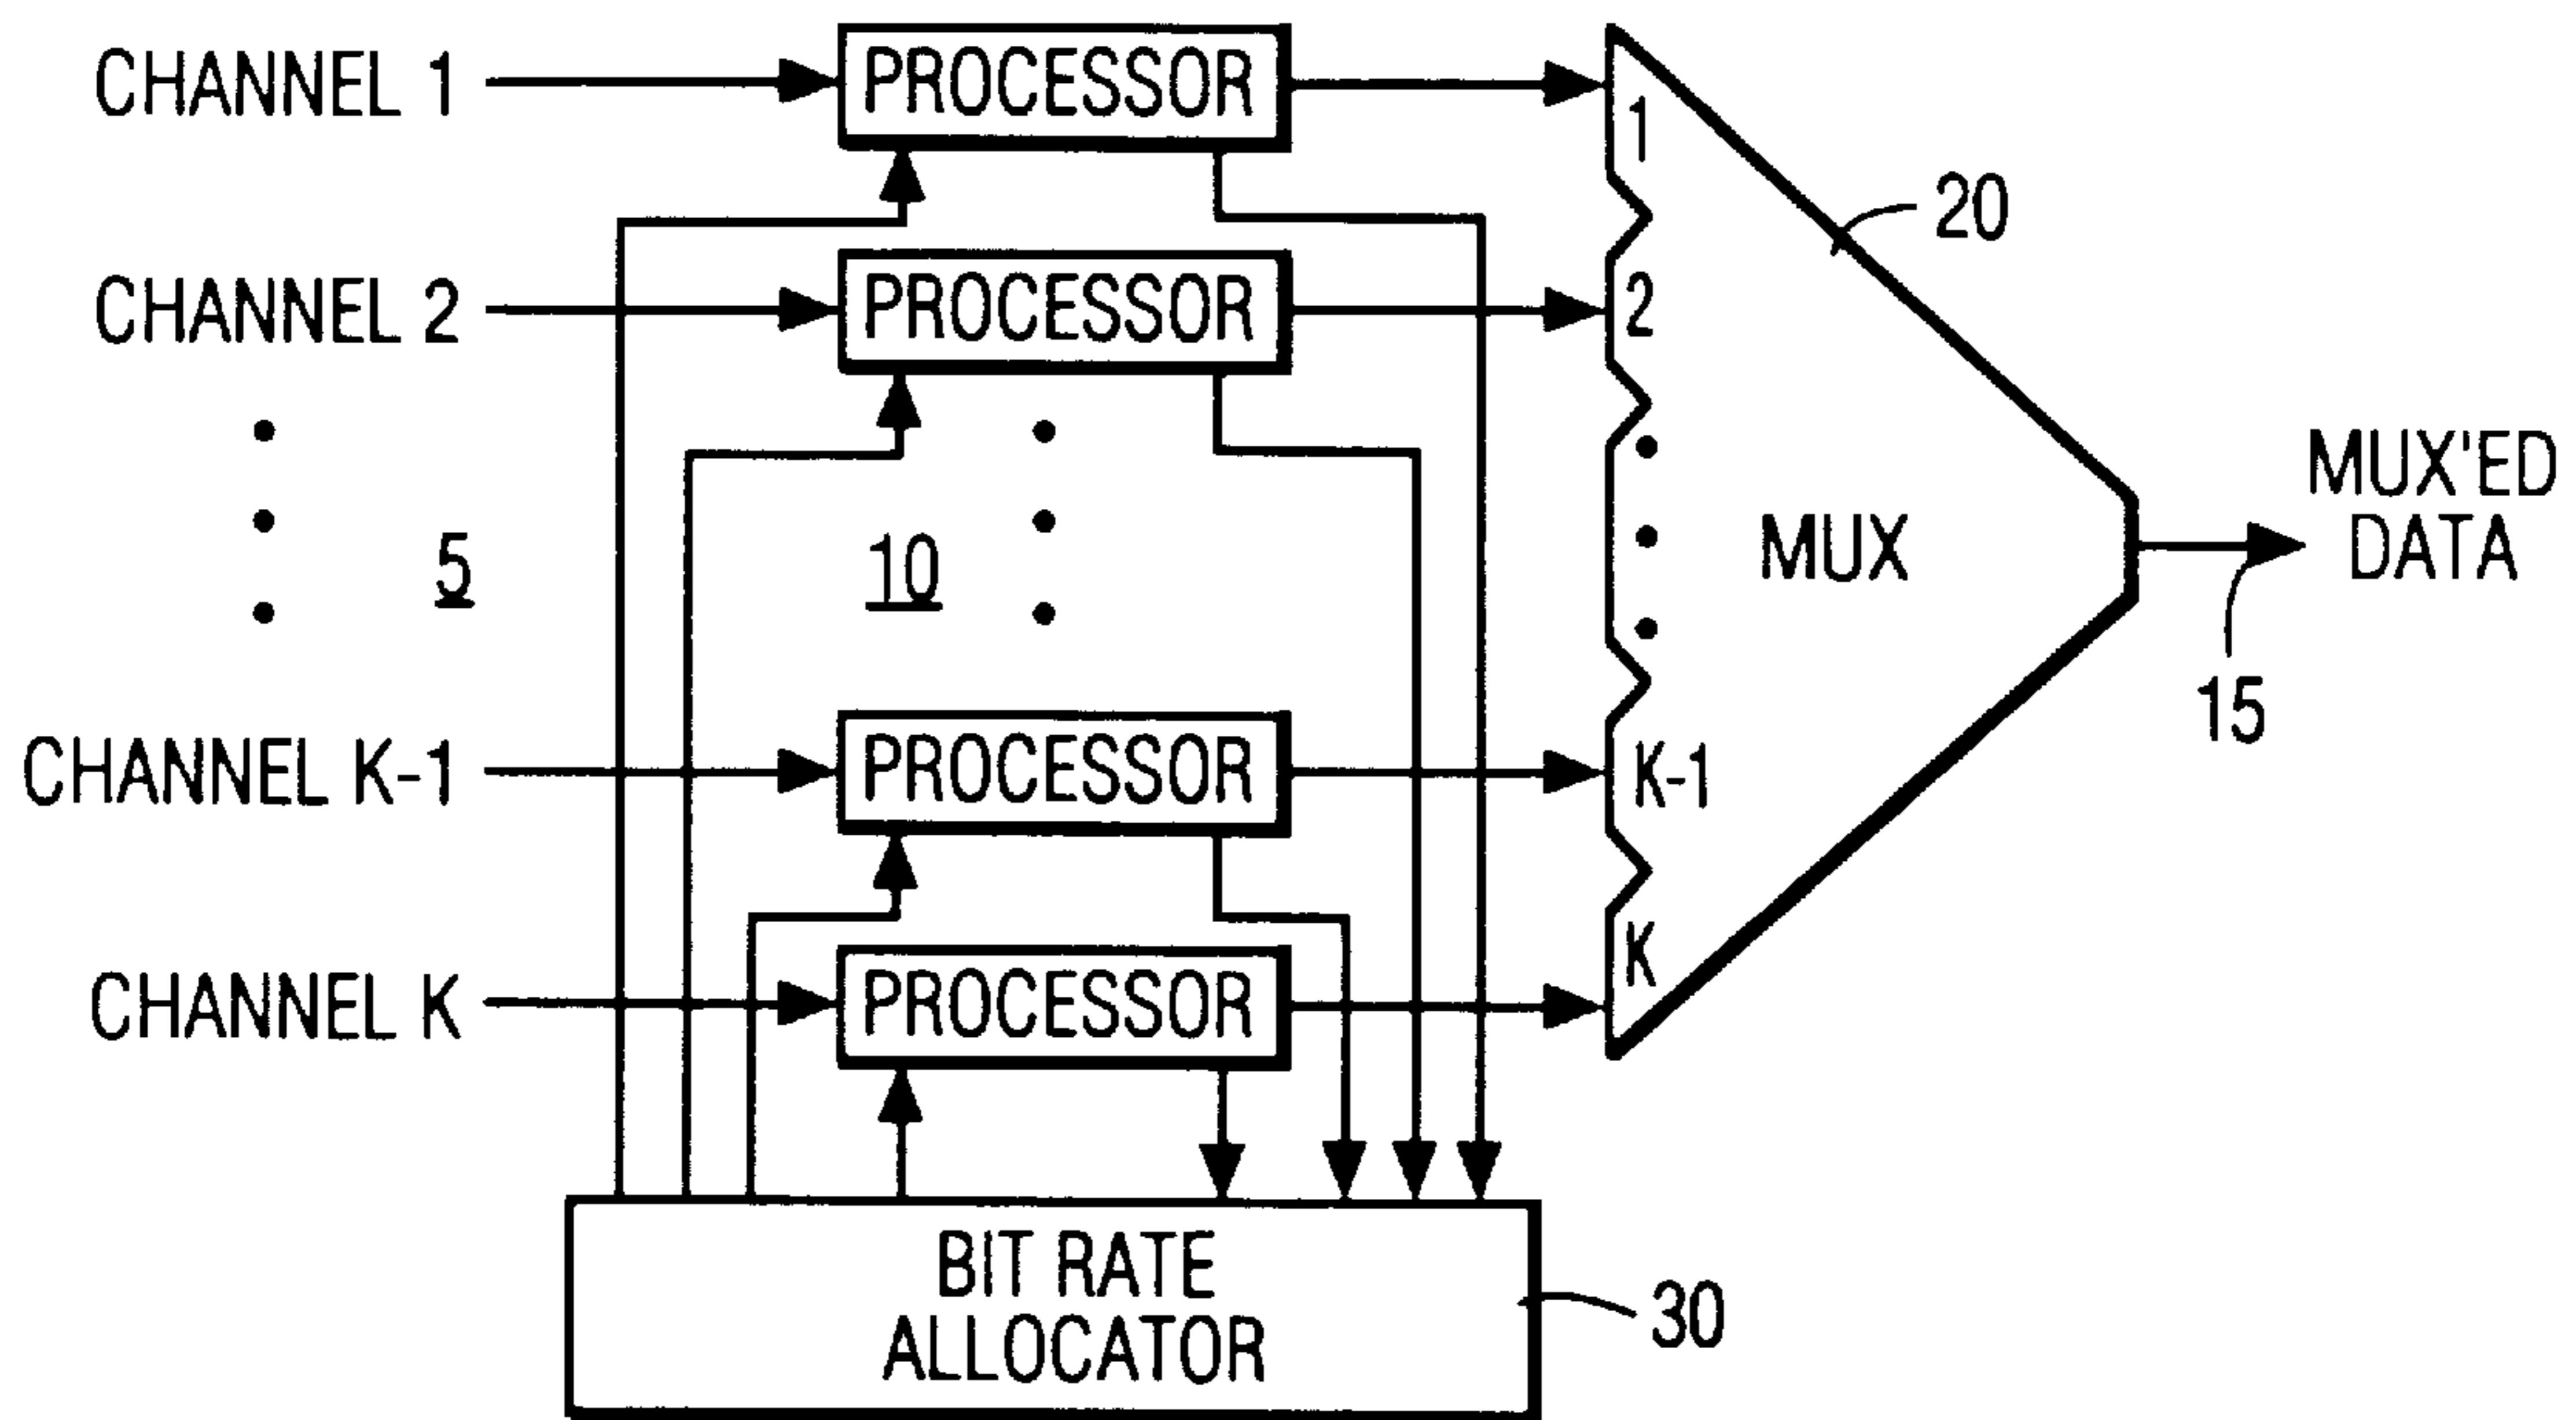 CHANNEL 1
PROCESSOR
1
20
CHANNEL 2
PROCESSOR
2
5
10
MUX
MUX'ED
DATA
15
CHANNEL K-1
PROCESSOR
K-1
CHANNEL K
PROCESSOR
K
BIT RATE
ALLOCATOR
30